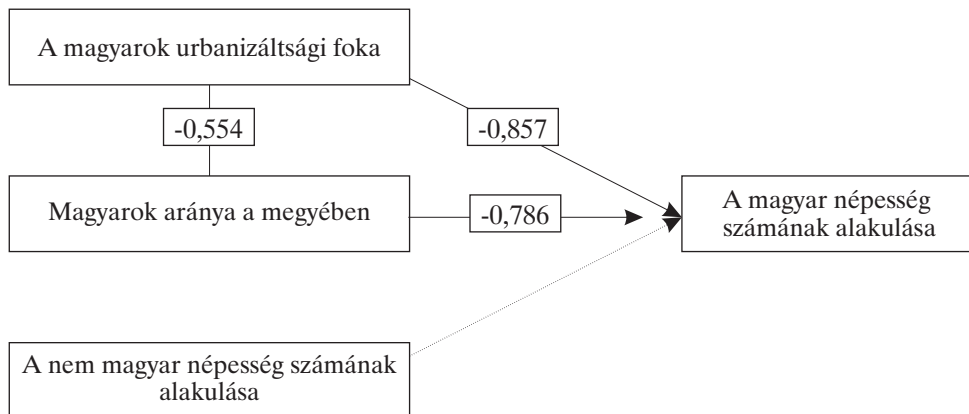 A magyarok urbanizáltsági foka
-0,554
-0,857
Magyarok aránya a megyében
-0,786
A magyar népesség
számának alakulása
A nem magyar népesség számának
alakulása